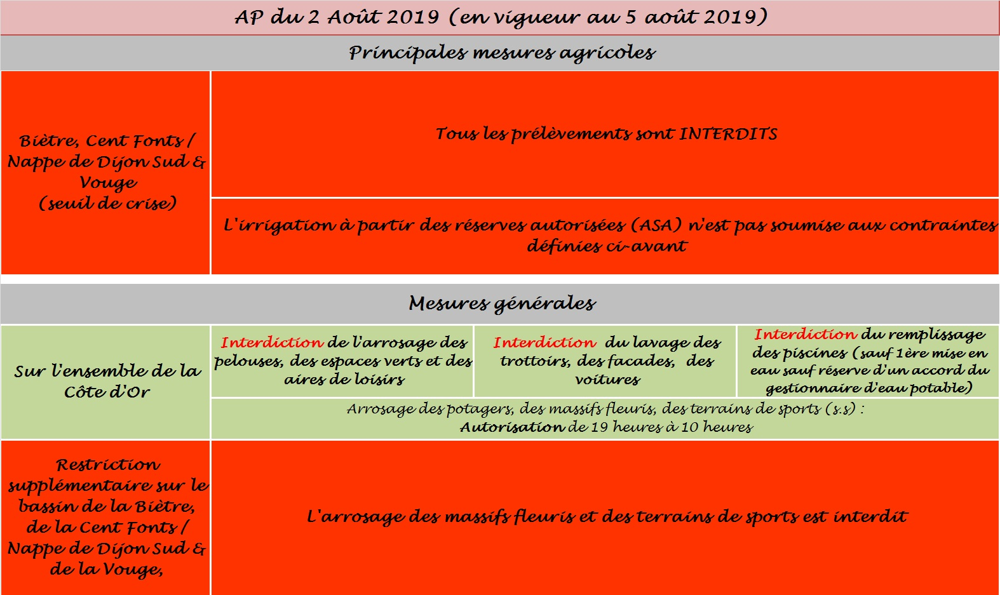 AP du 2 Août 2019 (en vigueur au 5 août 2019)
Principales mesures agricoles
Biètre, Cent Fonts /
Nappe de Dijon Sud &
Vouge
(seuil de crise)
Tous les prélèvements sont INTERDITS
L'irrigation à partir des réserves autorisées (ASA) n'est pas soumise aux contraintes
définies ci-avant
Mesures générales
Sur l'ensemble de la
Côte d'Or
Interdiction de l'arrosage des
pelouses, des espaces verts et des
aires de loisirs
Interdiction du lavage des
trottoirs, des facades, des
voitures
Interdiction du remplissage
des piscines (sauf 1ère mise en
eau sauf réserve d'un accord du
gestionnaire d'eau potable)
Arrosage des potagers, des massifs fleuris, des terrains de sports (s.s) :
Autorisation de 19 heures à 10 heures
Restriction
supplémentaire sur le
bassin de la Biètre,
de la Cent Fonts /
Nappe de Dijon Sud &
de la Vouge,
L'arrosage des massifs fleuris et des terrains de sports est interdit